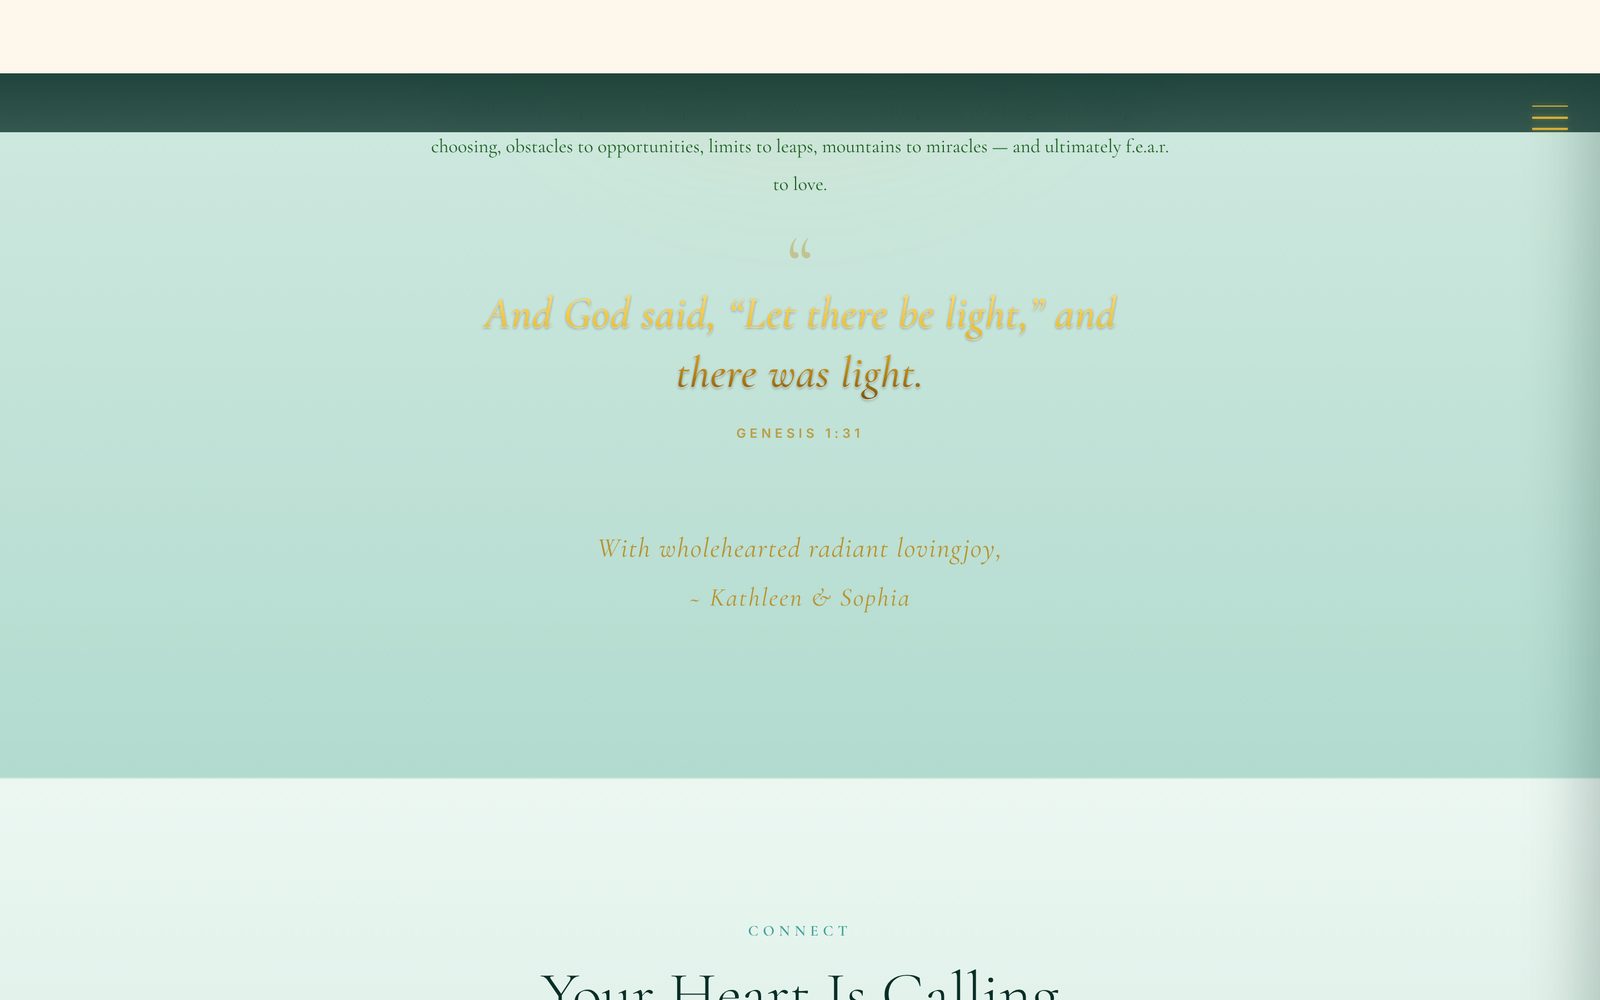 choosing, obstacles to opportunities, limits to leaps, mountains to miracles — and ultimately f.e.a.r.
to love.
“
And God said, “Let there be light,” and
there was light.
GENESIS 1:31
With wholehearted radiant lovingjoy,
~ Kathleen & Sophia
CONNECT
Your Heart Is Calling